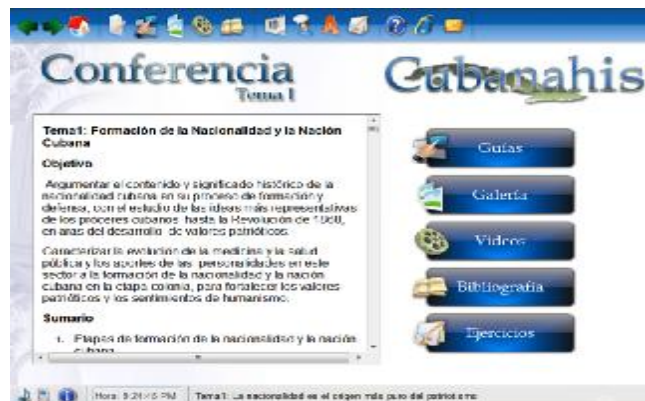 Conferencia
Tema I
Cubanahis
Tema1: Formación de la Nacionalidad y la Nación
Cubana
Objetivo
Argumentar el contenido y significado histórico de la
nacionalidad cubana en su proceso de formación y
defensa, con el estudio de las ideas más representativas
de los próceres cubanos hasta la Revolución de 1868,
en aras del desarrollo de valores patrióticos.
Caracterizar la evolución de la medicina y la salud
pública y los aportes de las personalidades en este
sector a la formación de la nacionalidad y la nación
cubana en la etapa colonia, para fortalecer los valores
patrióticos y los sentimientos de humanismo.
Sumario
1. Etapas de formación de la nacionalidad y la nación
cubana
Guías
Galería
Videos
Bibliografía
Ejercicios
Hora: PM
Tema1: La nacionalidad es el origen más puro del patriotismo